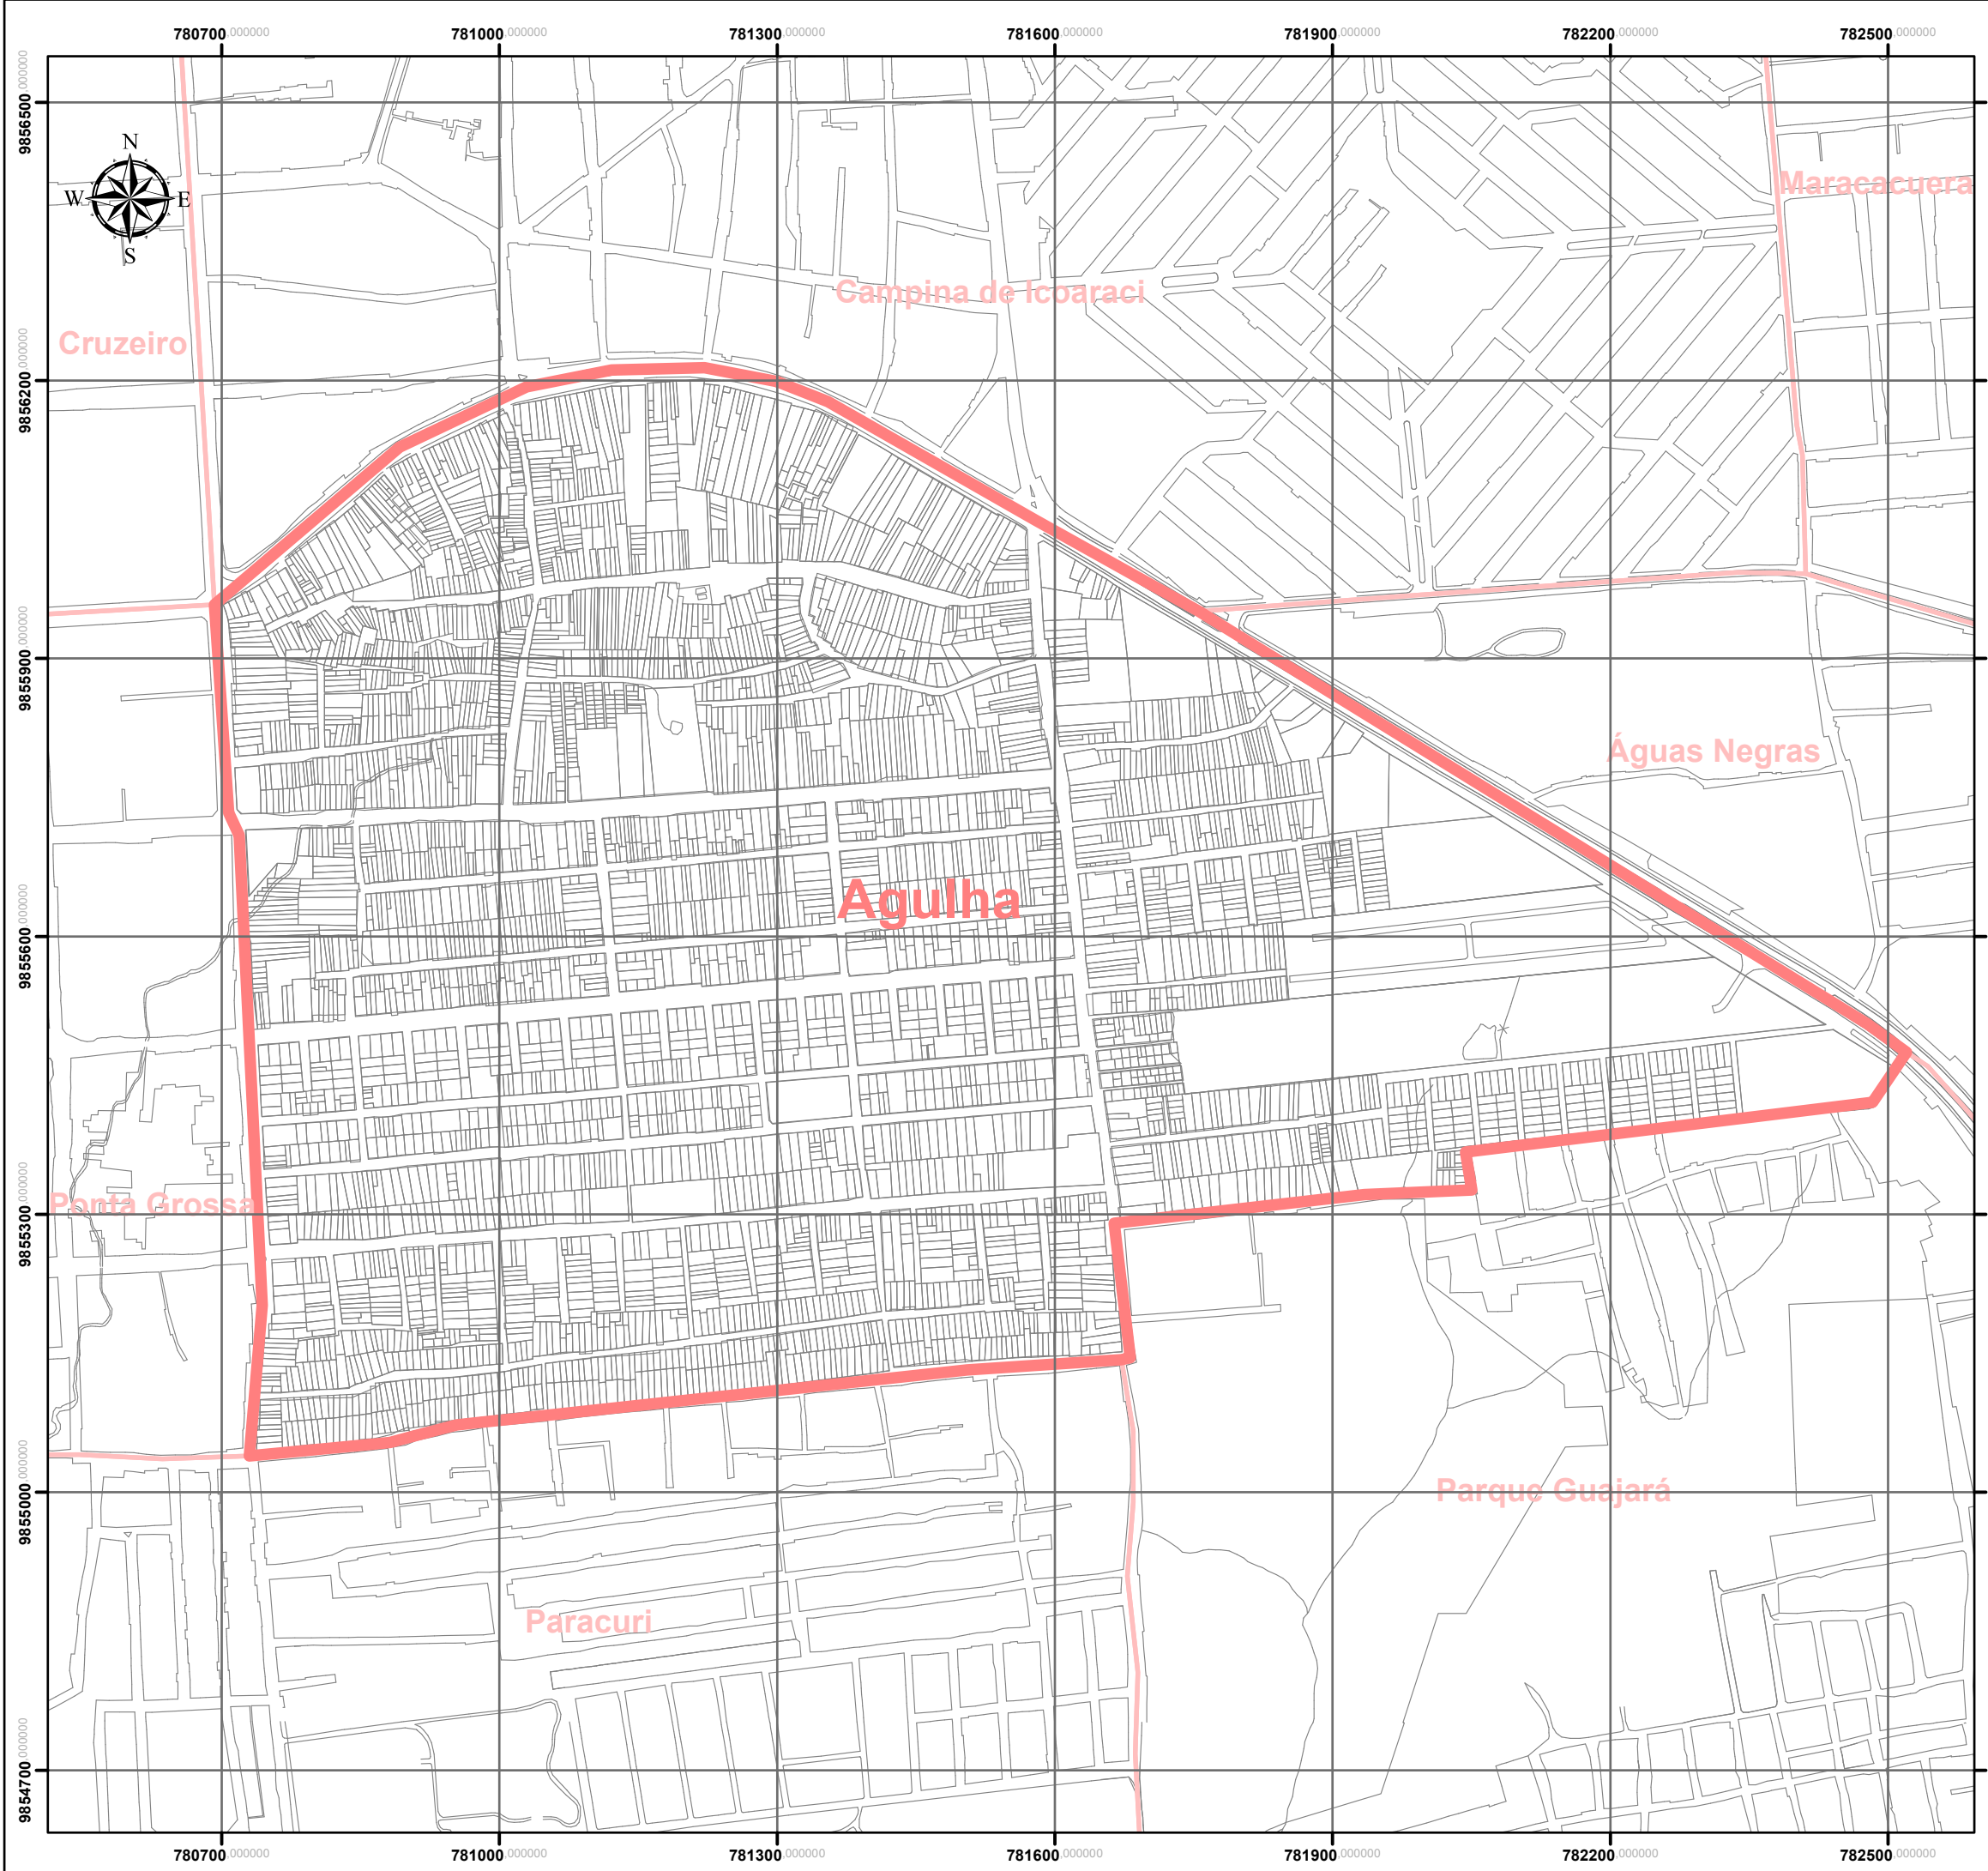 780700.000000 781000.000000 781300.000000 781600.000000 781900.000000 782200.000000 782500.000000
9856500.000000
N
W E
S
Maracacuera
Campina de Icoaraci
Cruzeiro
9856200.000000
9855900.000000
Águas Negras
Agulha
9855600.000000
Ponta Grossa
9855300.000000
Parque Guajará
9855000.000000
Paracuri
9854700.000000
780700.000000 781000.000000 781300.000000 781600.000000 781900.000000 782200.000000 782500.000000